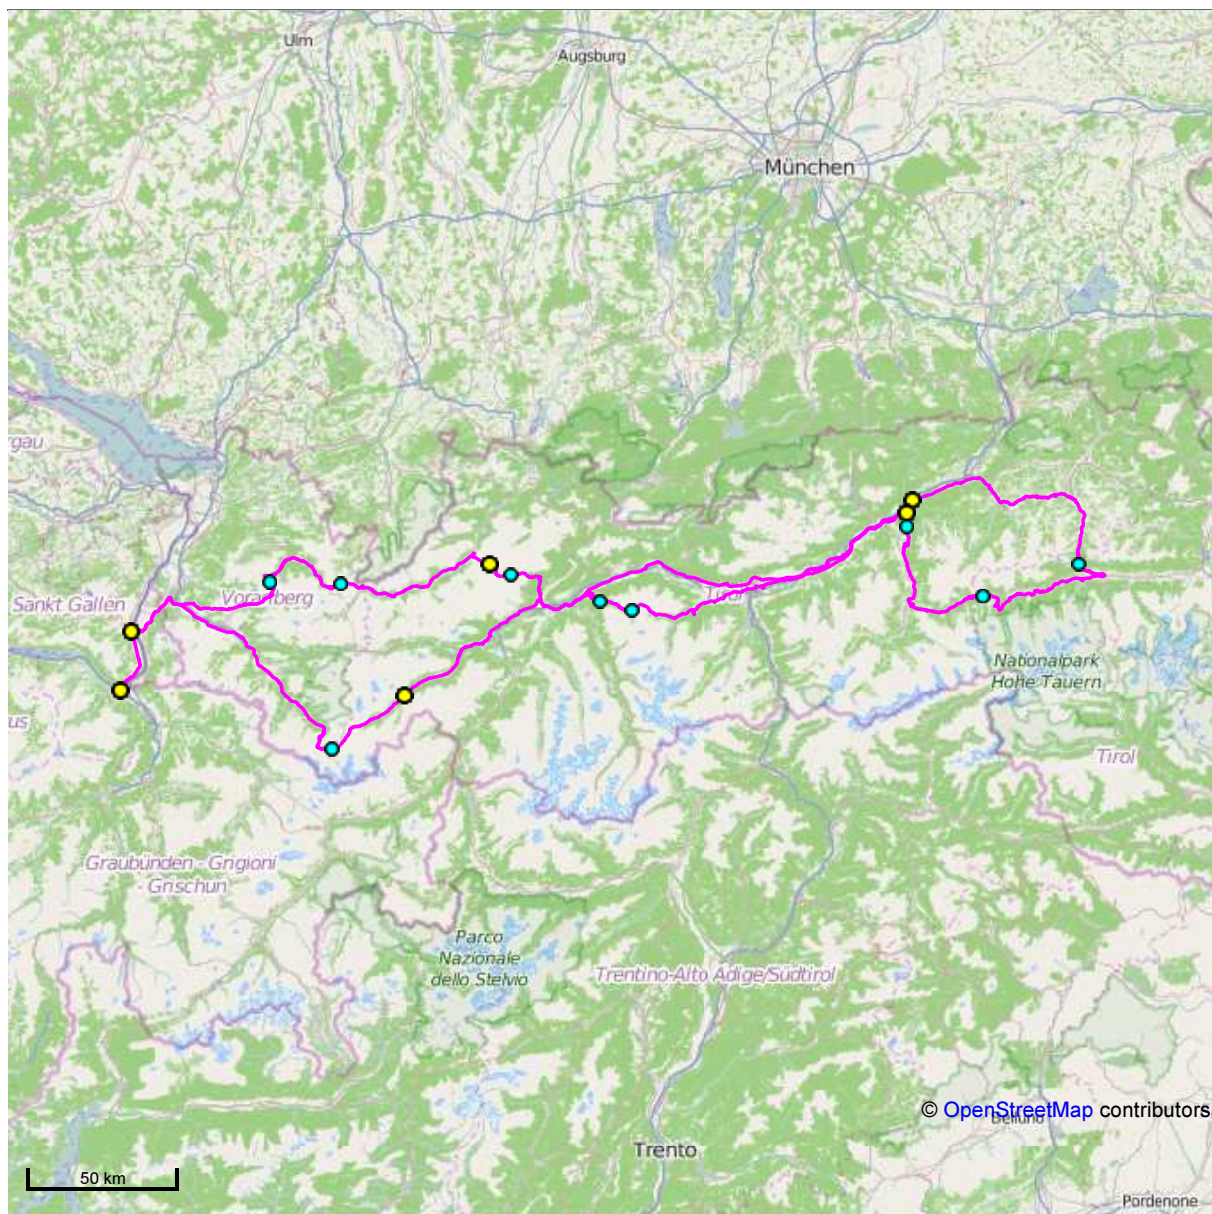 Ulm
Augsburg
München
rgau
Sankt Gallen
Vorarlberg
Tirol
Nationalpark
Hohe Tauern
us
Tirol
Graubünden - Grigioni
- Grischun
Parco
Nazionale
dello Stelvio
Trentino-Alto Adige/Südtirol
© OpenStreetMap contributors
Belluno
Trento
50 km
Pordenone